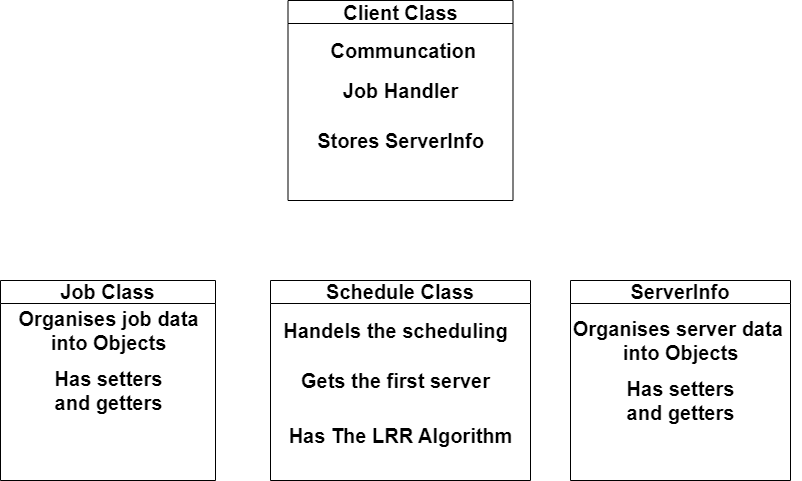 Client Class
Communcation
Job Handler
Stores ServerInfo
Job Class
Organises job data
into Objects
Has setters
and getters
Schedule Class
Handels the scheduling
Gets the first server
Has The LRR Algorithm
ServerInfo
Organises server data
into Objects
Has setters
and getters